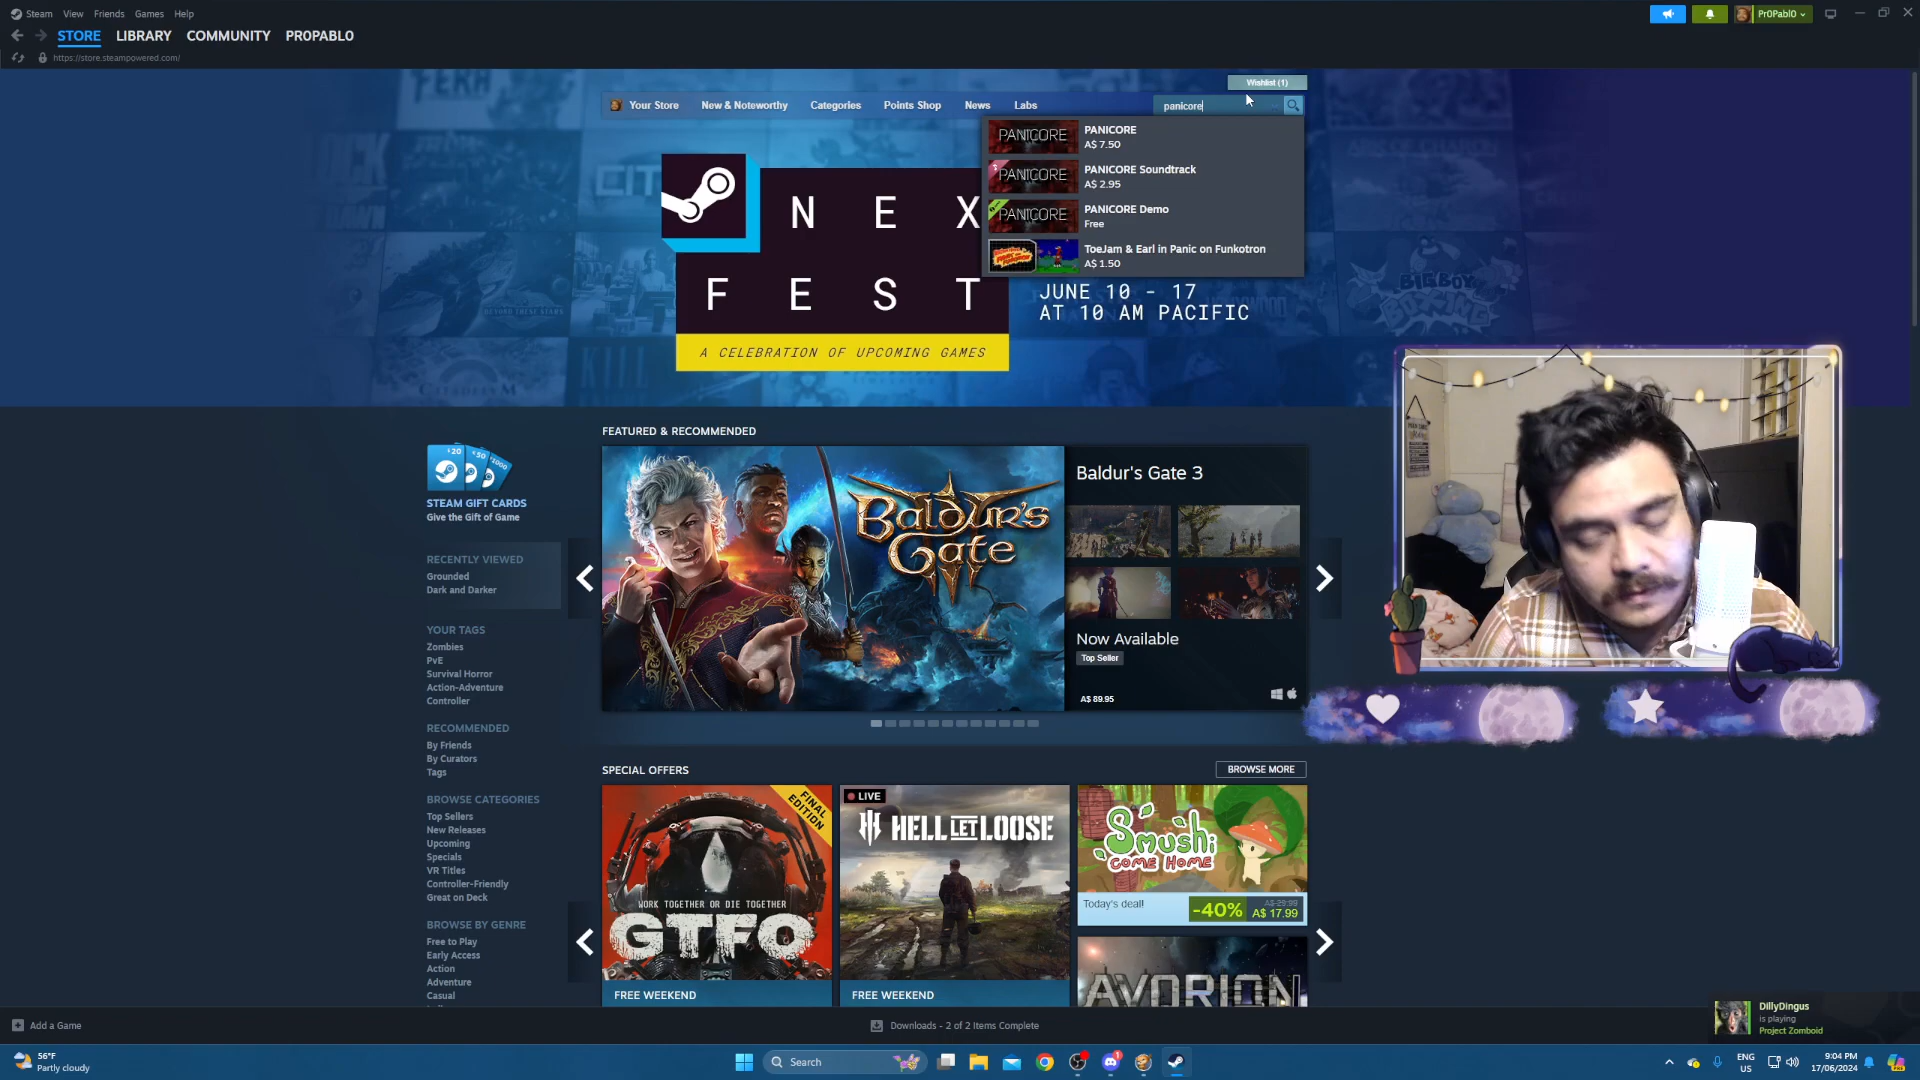 Steam View Friends Games Help
Pr0Pabl0
STORE LIBRARY COMMUNITY PR0PABL0
https://store.steampowered.com/
Wishlist (1)
Your Store New & Noteworthy Categories Points Shop News Labs
panicore
PANICORE
PANICORE
A$ 7.50
PANICORE
PANICORE Soundtrack
A$ 2.95
PANICORE
PANICORE Demo
Free
ToeJam & Earl in Panic on Funkotron
A$ 1.50
NEX
FEST
JUNE 10 - 17
AT 10 AM PACIFIC
A CELEBRATION OF UPCOMING GAMES
BIG BOY
BOXING
FEATURED & RECOMMENDED
STEAM GIFT CARDS
Give the Gift of Game
RECENTLY VIEWED
Grounded
Dark and Darker
YOUR TAGS
Zombies
PvE
Survival Horror
Action-Adventure
Controller
RECOMMENDED
By Friends
By Curators
Tags
BROWSE CATEGORIES
Top Sellers
New Releases
Upcoming
Specials
VR Titles
Controller-Friendly
Great on Deck
BROWSE BY GENRE
Free to Play
Early Access
Action
Adventure
Casual
BALDUR'S GATE
Baldur's Gate 3
Now Available
Top Seller
A$ 89.95
SPECIAL OFFERS
BROWSE MORE
FINAL EDITION
WORK TOGETHER OR DIE TOGETHER
GTFO
FREE WEEKEND
LIVE
HELL LET LOOSE
FREE WEEKEND
Smushi
COME HOME
Today's deal!
-40%
A$ 29.99
A$ 17.99
AVORION
Add a Game
Downloads - 2 of 2 Items Complete
DillyDingus
is playing
Project Zomboid
56°F
Partly cloudy
Search
ENG
US
9:04 PM
17/06/2024